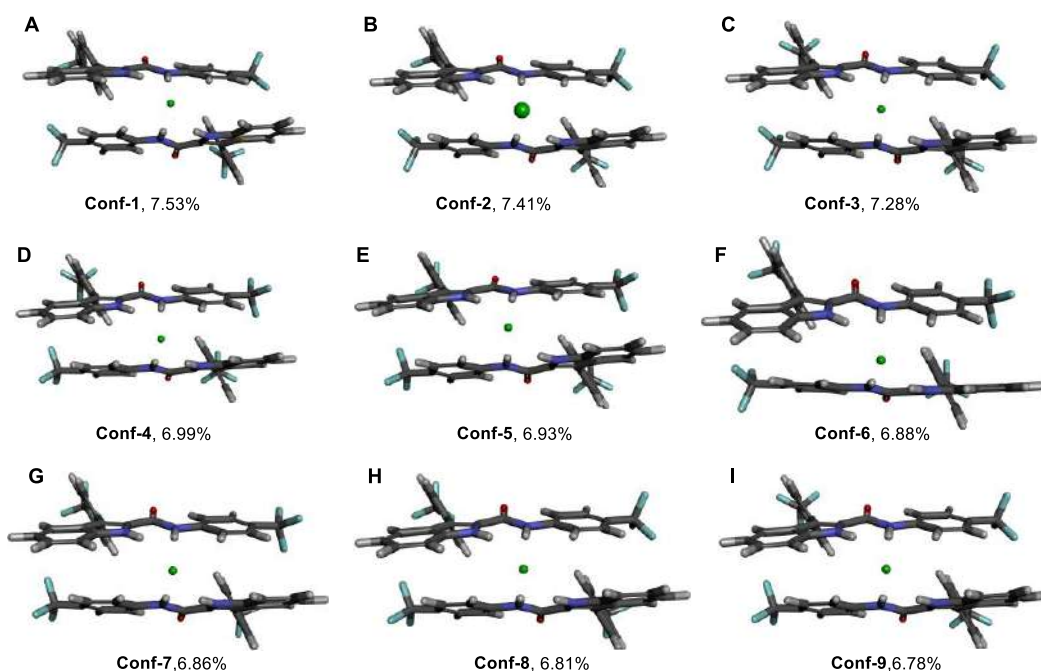 A
B
C
Conf-1, 7.53%
Conf-2, 7.41%
Conf-3, 7.28%
D
E
F
Conf-4, 6.99%
Conf-5, 6.93%
Conf-6, 6.88%
G
H
I
Conf-7,6.86%
Conf-8, 6.81%
Conf-9,6.78%